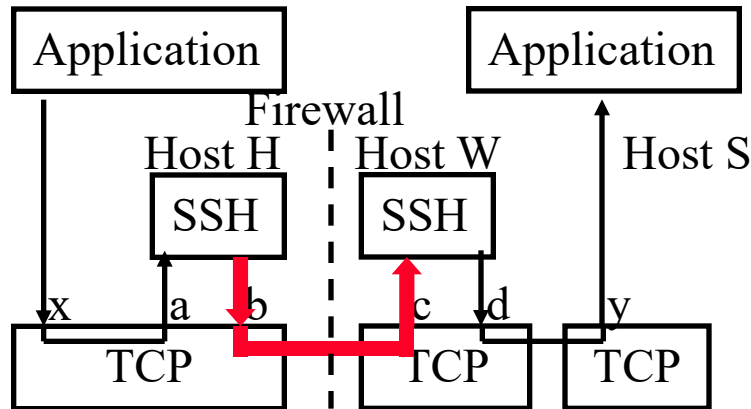 Application
Application
Firewall
Host H
Host W
Host S
SSH
SSH
x
a
b
c
d
y
TCP
TCP
TCP